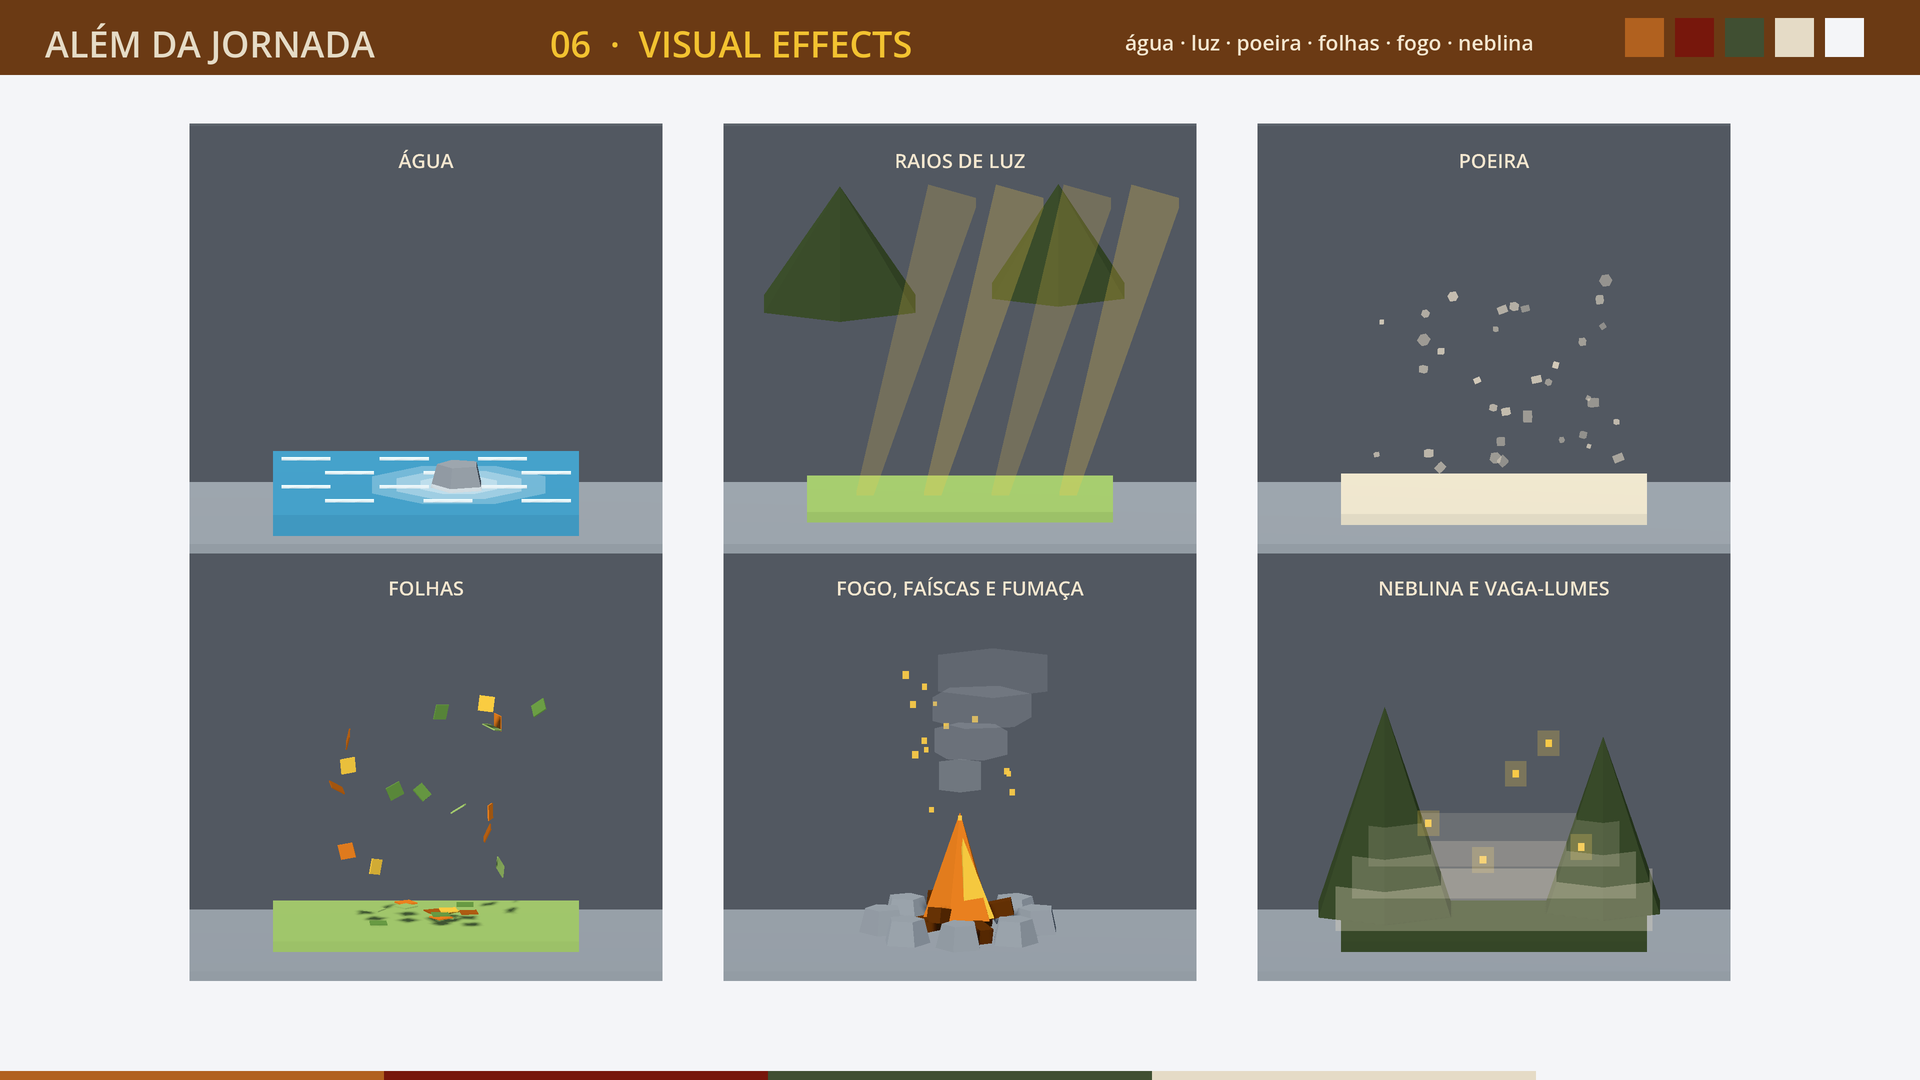 ALÉM DA JORNADA
06 · VISUAL EFFECTS
água · luz · poeira · folhas · fogo · neblina
ÁGUA
RAIOS DE LUZ
POEIRA
FOLHAS
FOGO, FAÍSCAS E FUMAÇA
NEBLINA E VAGA-LUMES